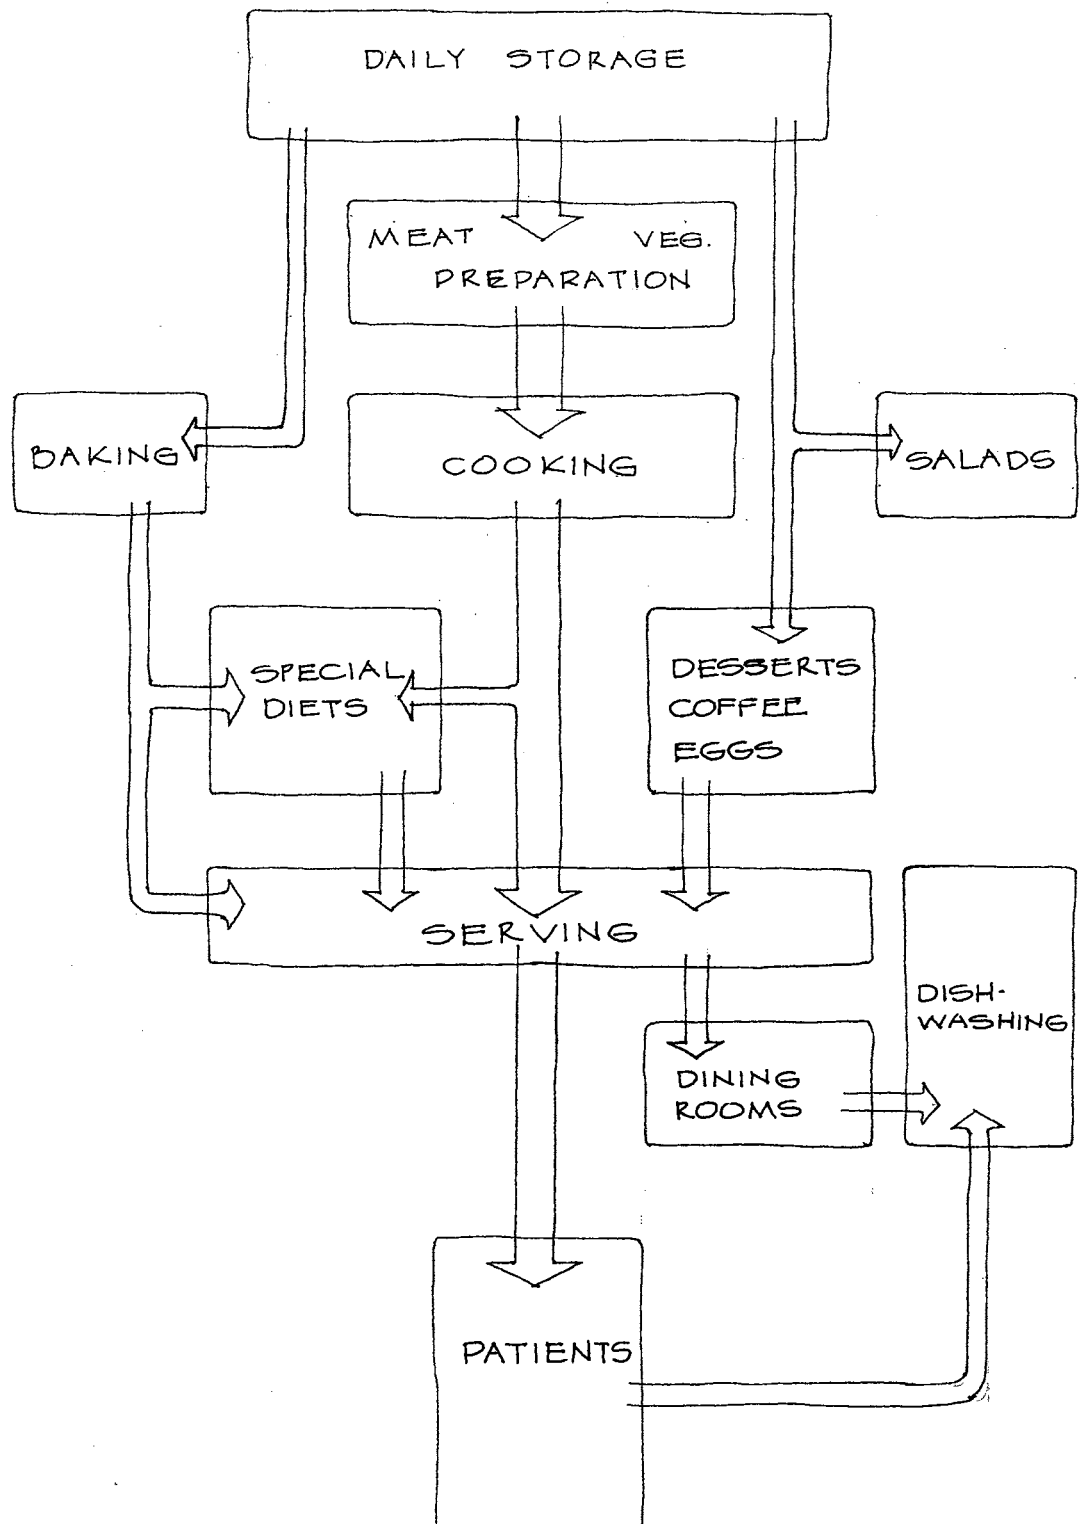 DAILY STORAGE
MEAT VEG.
PREPARATION
BAKING
COOKING
SALADS
SPECIAL
DIETS
DESSERTS
COFFEE
EGGS
SERVING
DISH-
WASHING
DINING
ROOMS
PATIENTS